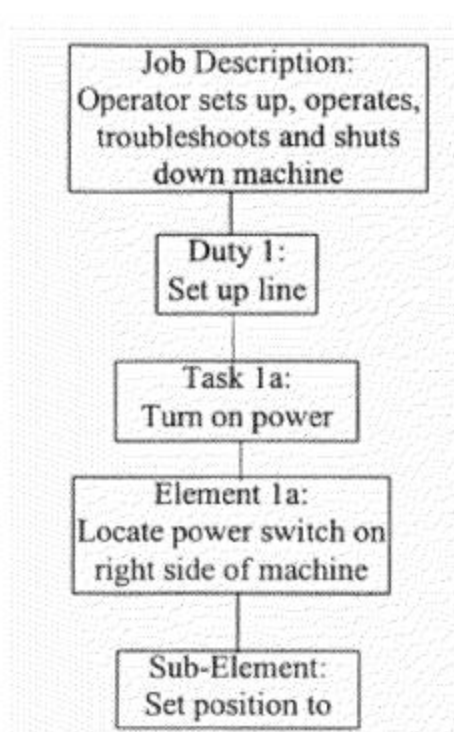 Job Description:
Operator sets up, operates,
troubleshoots and shuts
down machine
Duty 1:
Set up line
Task 1a:
Turn on power
Element 1a:
Locate power switch on
right side of machine
Sub-Element:
Set position to